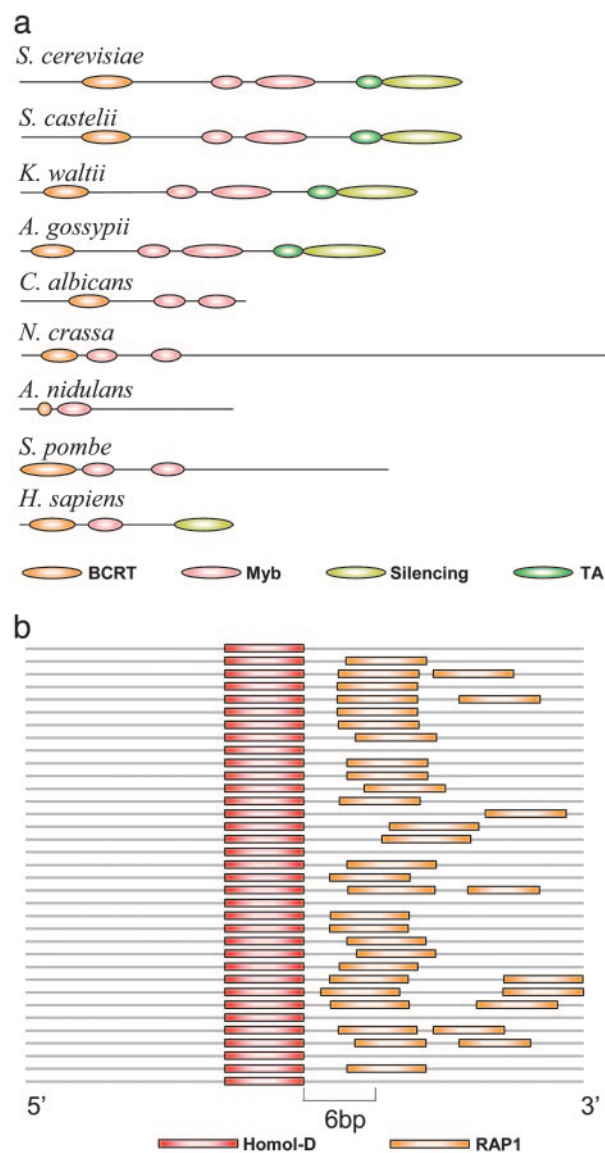 a
S. cerevisiae
S. castelii
K. waltii
A. gossypii
C. albicans
N. crassa
A. nidulans
S. pombe
H. sapiens
BCRT Myb Silencing TA
b
5' 6bp 3'
Homol-D RAP1